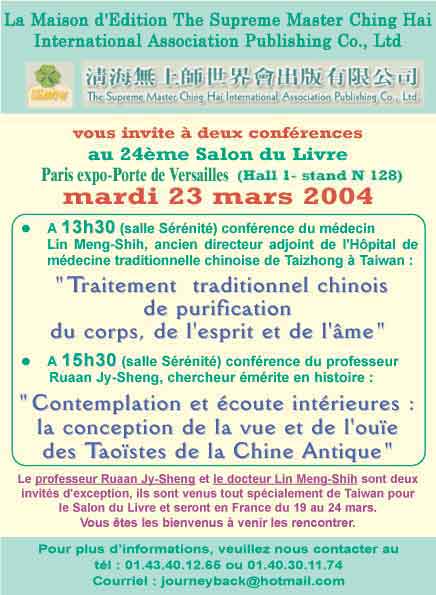 La Maison d'Edition The Supreme Master Ching Hai
International Association Publishing Co., Ltd
清海無上師世界會出版有限公司
The Supreme Master Ching Hai International Association Publishing Co., Ltd.
vous invite à deux conférences
au 24ème Salon du Livre
Paris expo-Porte de Versailles (Hall 1- stand N 128)
mardi 23 mars 2004
● A 13h30 (salle Sérénité) conférence du médecin
Lin Meng-Shih, ancien directeur adjoint de l'Hôpital de
médecine traditionnelle chinoise de Taizhong à Taiwan :
"Traitement traditionnel chinois
de purification
du corps, de l'esprit et de l'âme"
● A 15h30 (salle Sérénité) conférence du professeur
Ruaan Jy-Sheng, chercheur émérite en histoire :
"Contemplation et écoute intérieures :
la conception de la vue et de l'ouïe
des Taoïstes de la Chine Antique"
Le professeur Ruaan Jy-Sheng et le docteur Lin Meng-Shih sont deux
invités d'exception, ils sont venus tout spécialement de Taiwan pour
le Salon du Livre et seront en France du 19 au 24 mars.
Vous êtes les bienvenus à venir les rencontrer.
Pour plus d'informations, veuillez nous contacter au
tél : 01.43.40.12.65 ou 01.40.30.11.74
Courriel : journeyback@hotmail.com